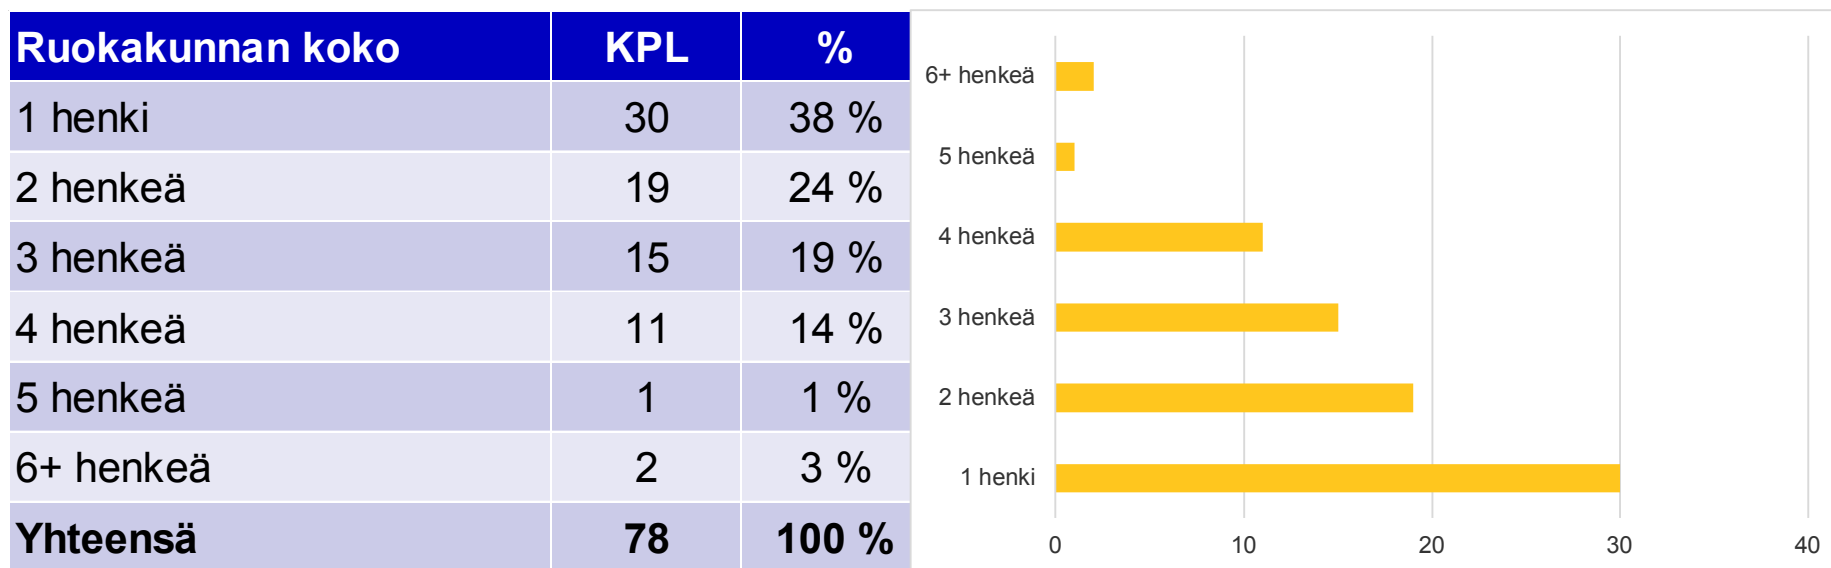 Ruokakunnan koko KPL %
1 henki 30 38 %
2 henkeä 19 24 %
3 henkeä 15 19 %
4 henkeä 11 14 %
5 henkeä 1 1 %
6+ henkeä 2 3 %
Yhteensä 78 100 %
6+ henkeä
5 henkeä
4 henkeä
3 henkeä
2 henkeä
1 henki
0 10 20 30 40